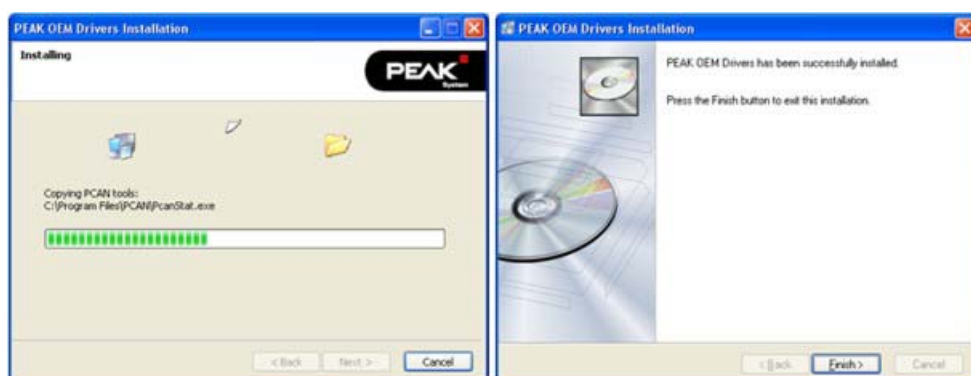 PEAK OEM Drivers Installation
Installing
PEAK
System
Copying PCAN tools:
C:\Program Files\PCAN\PcanStat.exe
< Back
Next >
Cancel
PEAK OEM Drivers Installation
PEAK OEM Drivers has been successfully installed.
Press the Finish button to exit this installation.
< Back
Finish >
Cancel